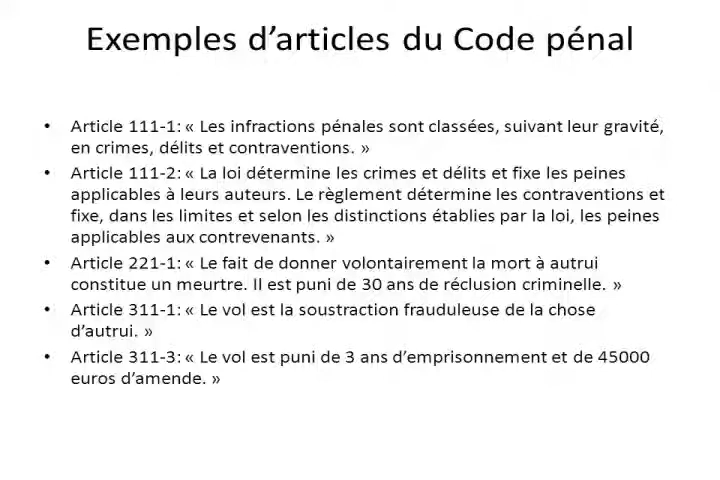 Exemples d’articles du Code pénal
• Article 111-1: « Les infractions pénales sont classées, suivant leur gravité,
en crimes, délits et contraventions. »
• Article 111-2: « La loi détermine les crimes et délits et fixe les peines
applicables à leurs auteurs. Le règlement détermine les contraventions et
fixe, dans les limites et selon les distinctions établies par la loi, les peines
applicables aux contrevenants. »
• Article 221-1: « Le fait de donner volontairement la mort à autrui
constitue un meurtre. Il est puni de 30 ans de réclusion criminelle. »
• Article 311-1: « Le vol est la soustraction frauduleuse de la chose
d’autrui. »
• Article 311-3: « Le vol est puni de 3 ans d’emprisonnement et de 45000
euros d’amende. »